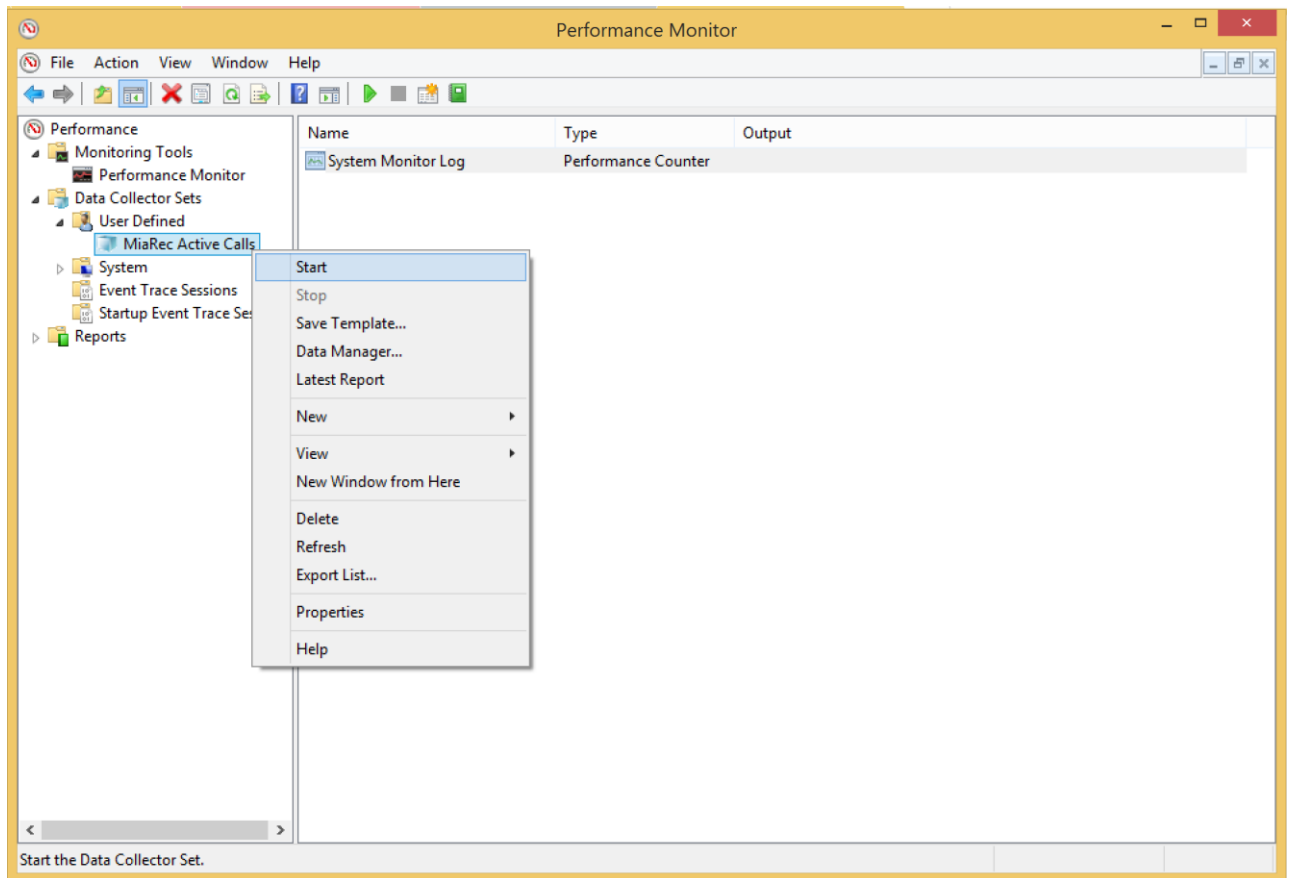 Performance Monitor
File Action View Window Help
Performance
Monitoring Tools
Performance Monitor
Data Collector Sets
User Defined
MiaRec Active Calls
System
Event Trace Sessions
Startup Event Trace Ses
Reports
Name Type Output
System Monitor Log Performance Counter
Start
Stop
Save Template...
Data Manager...
Latest Report
New
View
New Window from Here
Delete
Refresh
Export List...
Properties
Help
Start the Data Collector Set.